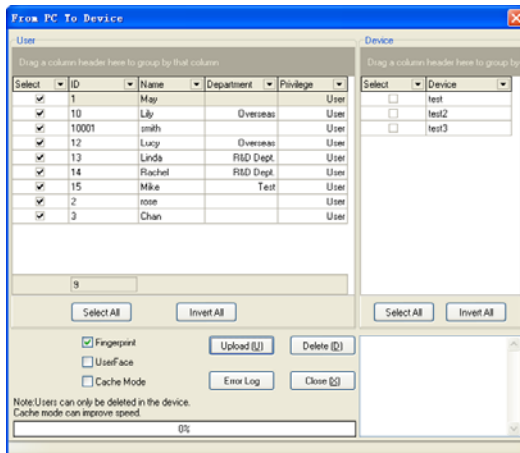 From PC To Device
User
Device
Drag a column header here to group by that column
Drag a column header here to group by
Select ID Name Department Privilege
Select Device
1 May User
test
10 Lily Overseas User
test2
10001 smith User
test3
12 Lucy Overseas User
13 Linda R&D Dept. User
14 Rachel R&D Dept. User
15 Mike Test User
2 rose User
3 Chan User
9
Select All Invert All
Select All Invert All
Fingerprint
Upload (U) Delete (D)
UserFace
Cache Mode
Error Log Close (X)
Note:Users can only be deleted in the device.
Cache mode can improve speed.
0%